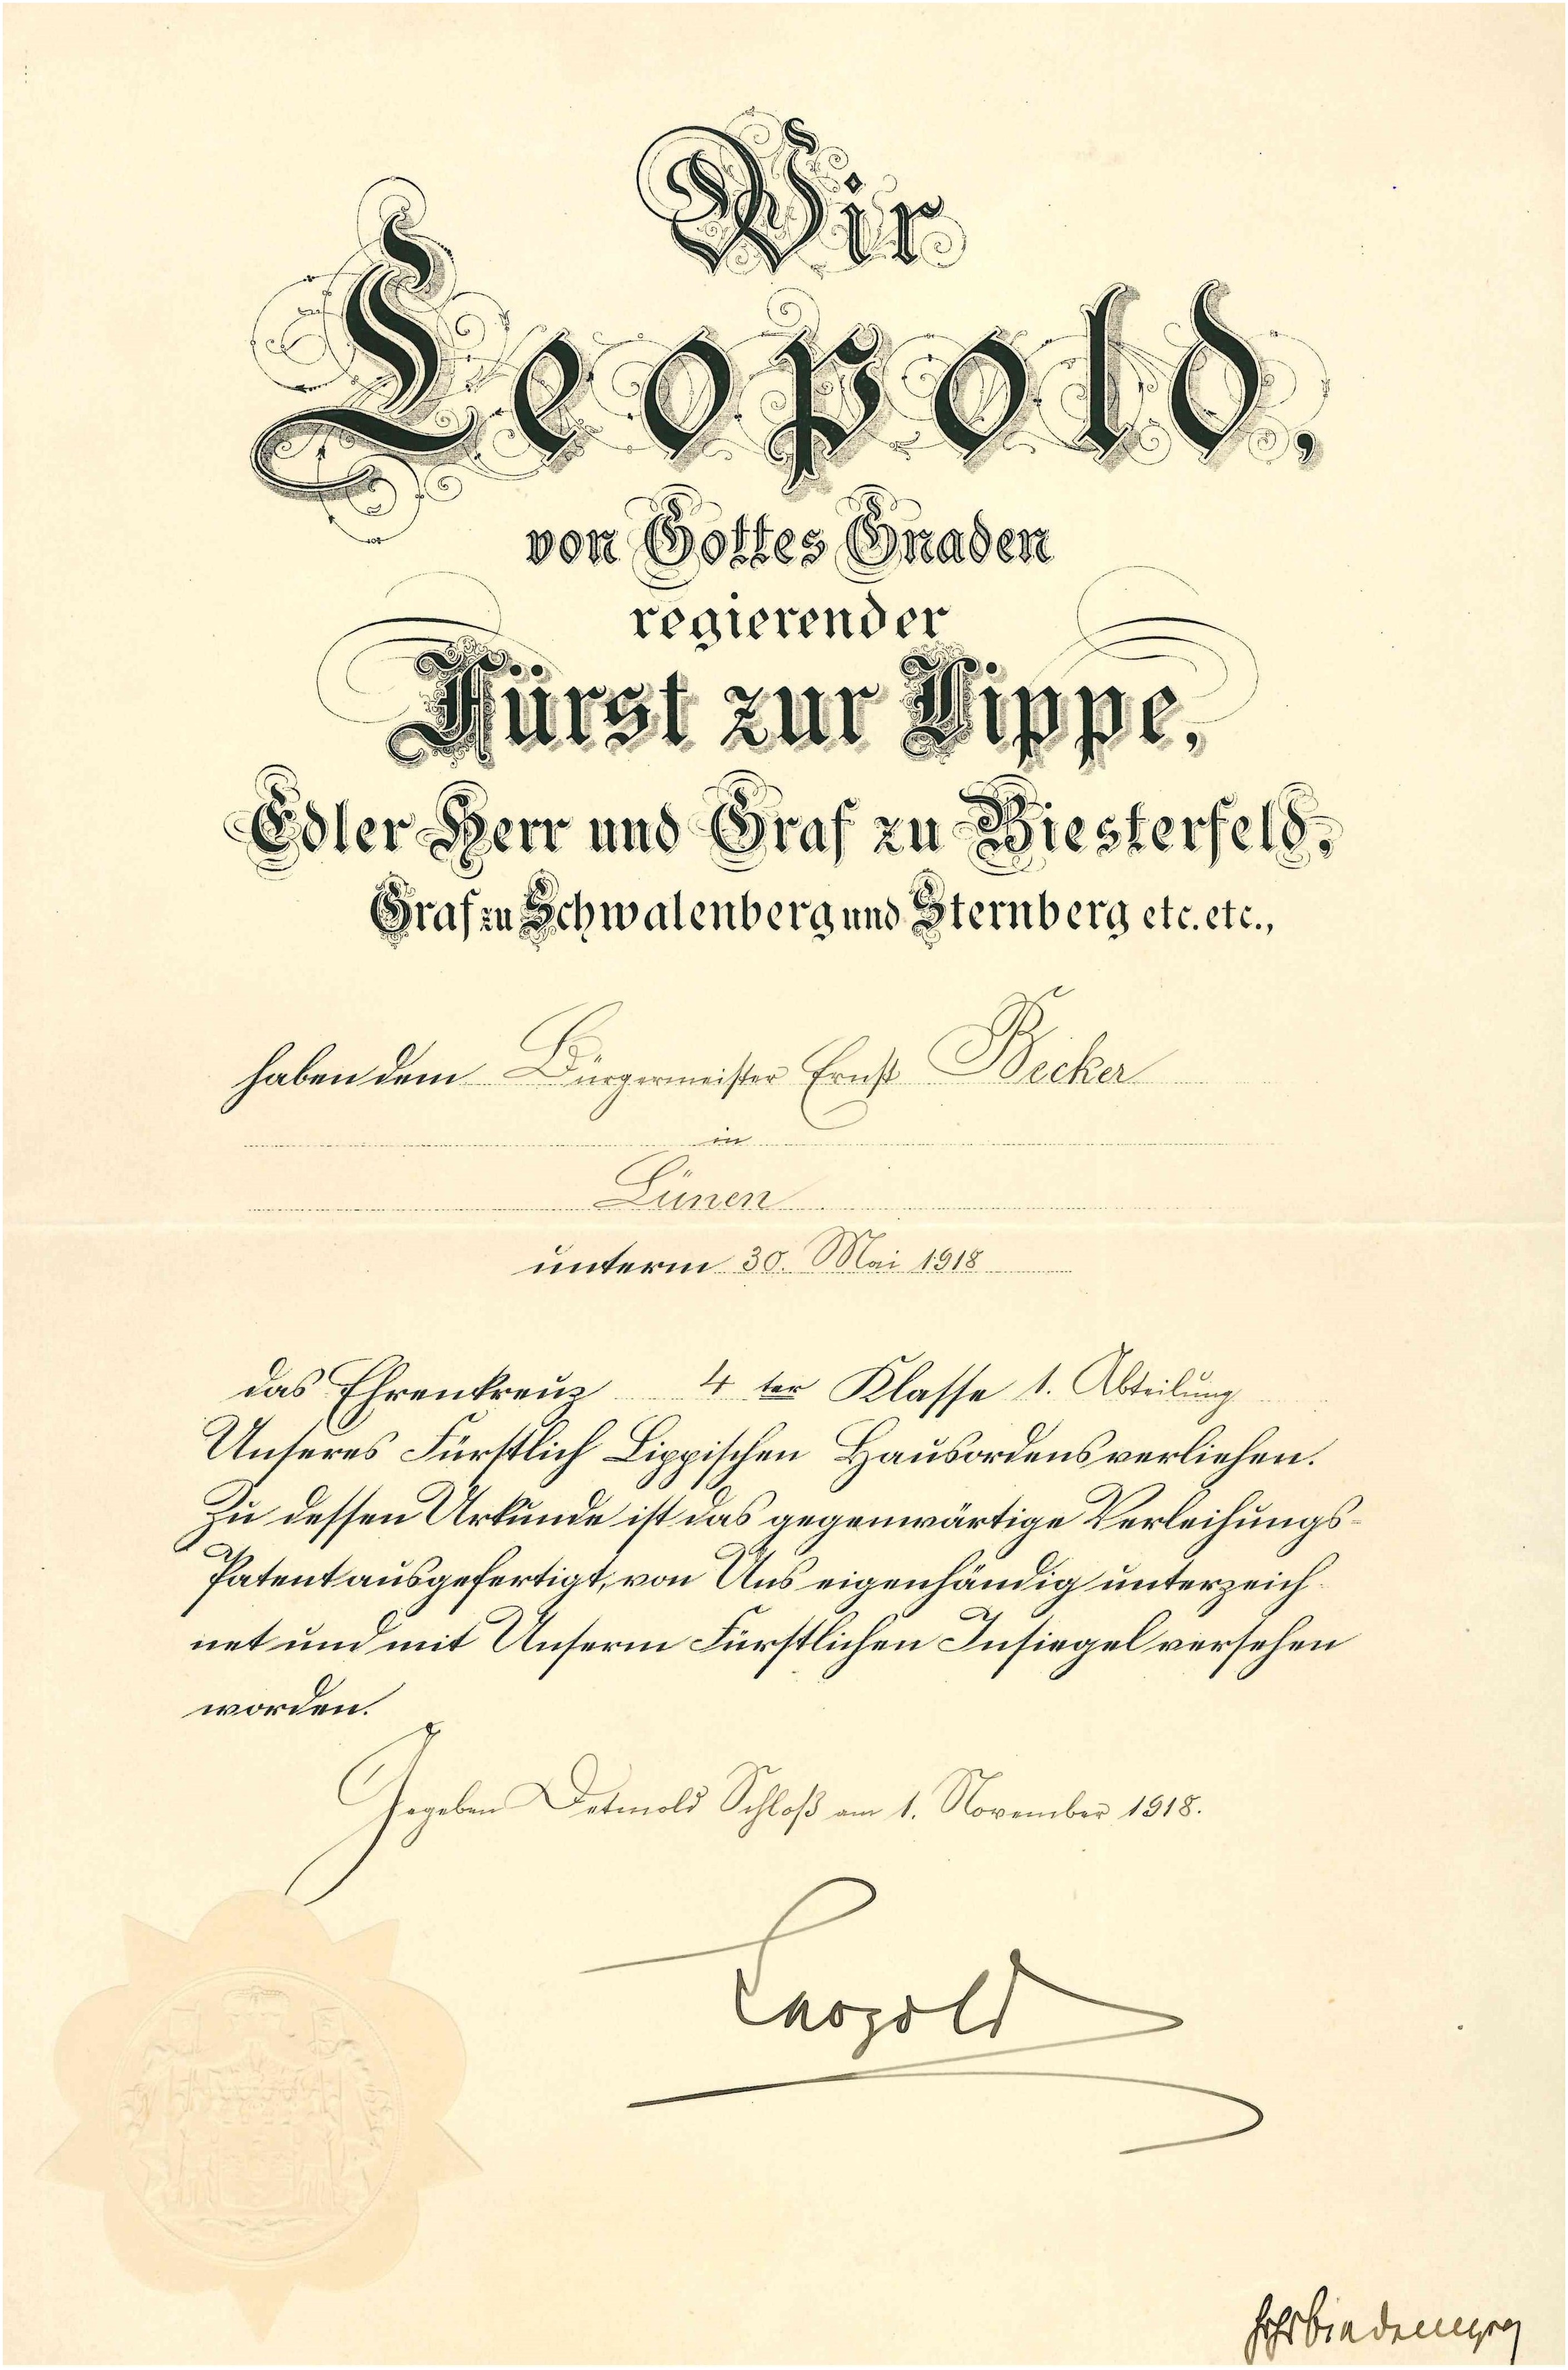 Wir
Leopold,
von Gottes Gnaden
regierender
Fürst zur Lippe,
Edler Herr und Graf zu Biesterfeld,
Graf zu Schwalenberg und Sternberg etc. etc.,
haben dem Bürgermeister Ernst Becker
in
Lünen
unterm 30. Mai 1918
das Ehrenkreuz 4 ter Klasse 1. Abteilung
Unseres Fürstlich Lippischen Hausordens verliehen.
Zu dessen Urkunde ist das gegenwärtige Verleihungs-
Patent ausgefertigt, von Uns eigenhändig unterzeich-
net und mit Unserm Fürstlichen Insiegel versehen
worden.
Gegeben Detmold Schloß am 1. November 1918.
Leopold